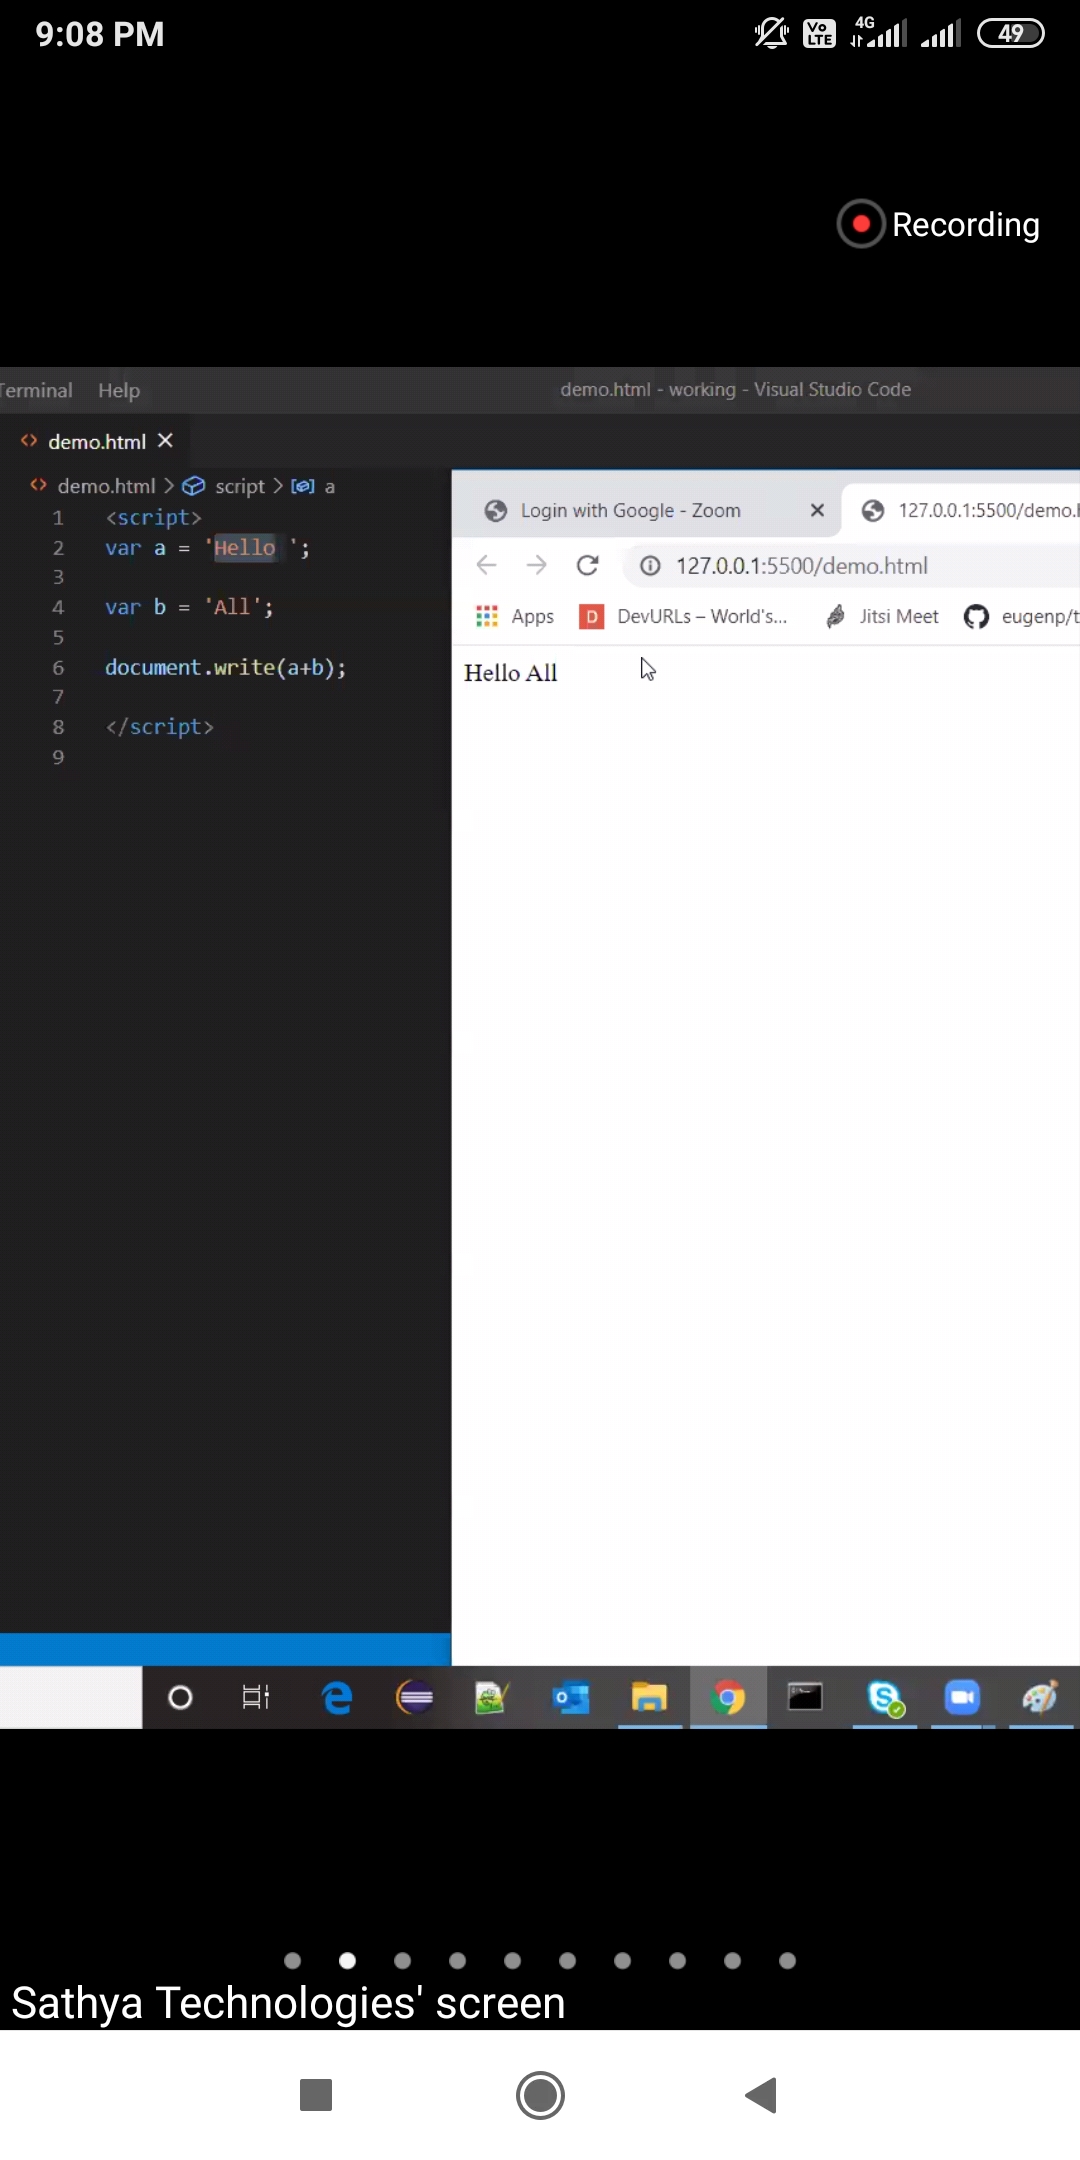 9:08 PM
Vo LTE 4G 49
Recording
Terminal Help demo.html - working - Visual Studio Code
demo.html
demo.html > script > a
1 <script>
2 var a = 'Hello ';
3
4 var b = 'All';
5
6 document.write(a+b);
7
8 </script>
9
Login with Google - Zoom 127.0.0.1:5500/demo.h
127.0.0.1:5500/demo.html
Apps D DevURLs – World's... Jitsi Meet eugenp/t
Hello All
Sathya Technologies' screen